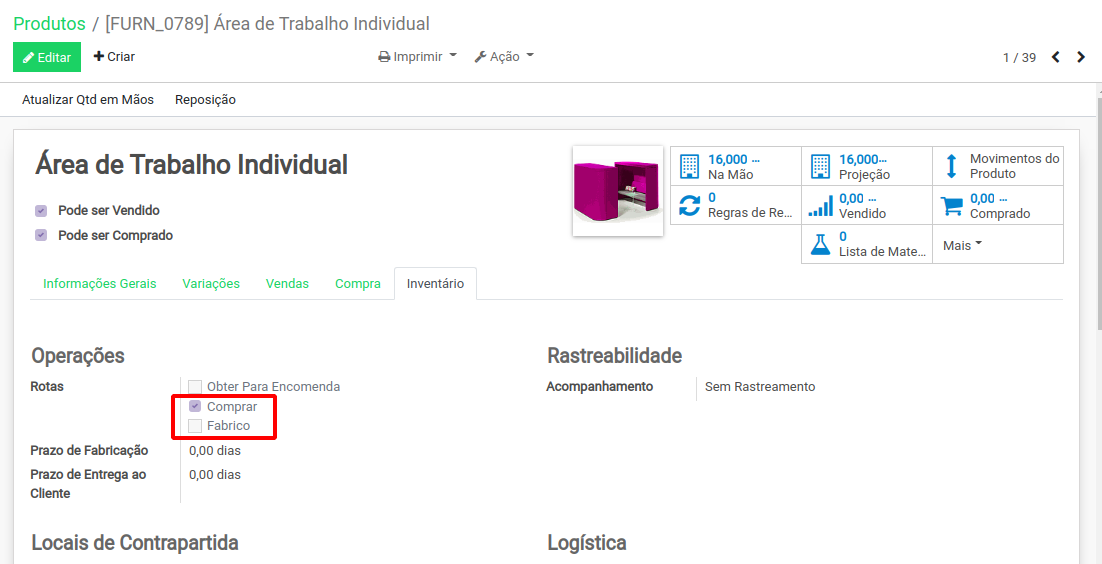 Produtos / [FURN_0789] Área de Trabalho Individual
Editar
Criar
Imprimir
Ação
1 / 39
Atualizar Qtd em Mãos
Reposição
Área de Trabalho Individual
Pode ser Vendido
Pode ser Comprado
16,000 ...
Na Mão
16,000...
Projeção
Movimentos do
Produto
0
Regras de Re...
0,00 ...
Vendido
0,00 ...
Comprado
0
Lista de Mate...
Mais
Informações Gerais
Variações
Vendas
Compra
Inventário
Operações
Rotas
Obter Para Encomenda
Comprar
Fabrico
Prazo de Fabricação
0,00 dias
Prazo de Entrega ao
Cliente
0,00 dias
Rastreabilidade
Acompanhamento
Sem Rastreamento
Locais de Contrapartida
Logística